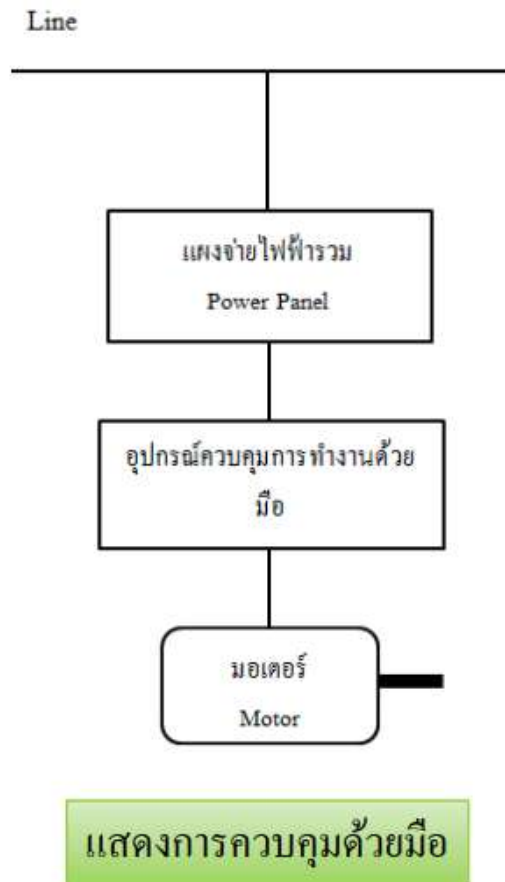 Line
แผงจ่ายไฟฟ้ารวม
Power Panel
อุปกรณ์ควบคุมการทำงานด้วย
มือ
มอเตอร์
Motor
แสดงการควบคุมด้วยมือ